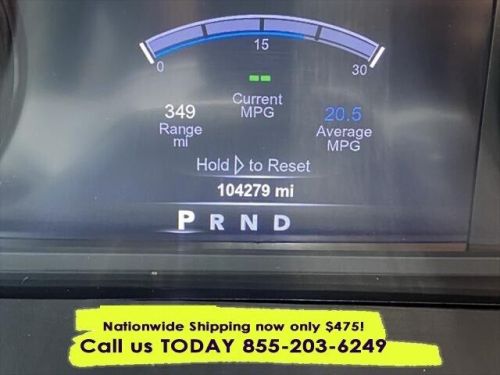 0 15 30
Current
MPG
349
Range
mi
20.5
Average
MPG
Hold ▷ to Reset
104279 mi
P R N D
Nationwide Shipping now only $475!
Call us TODAY 855-203-6249